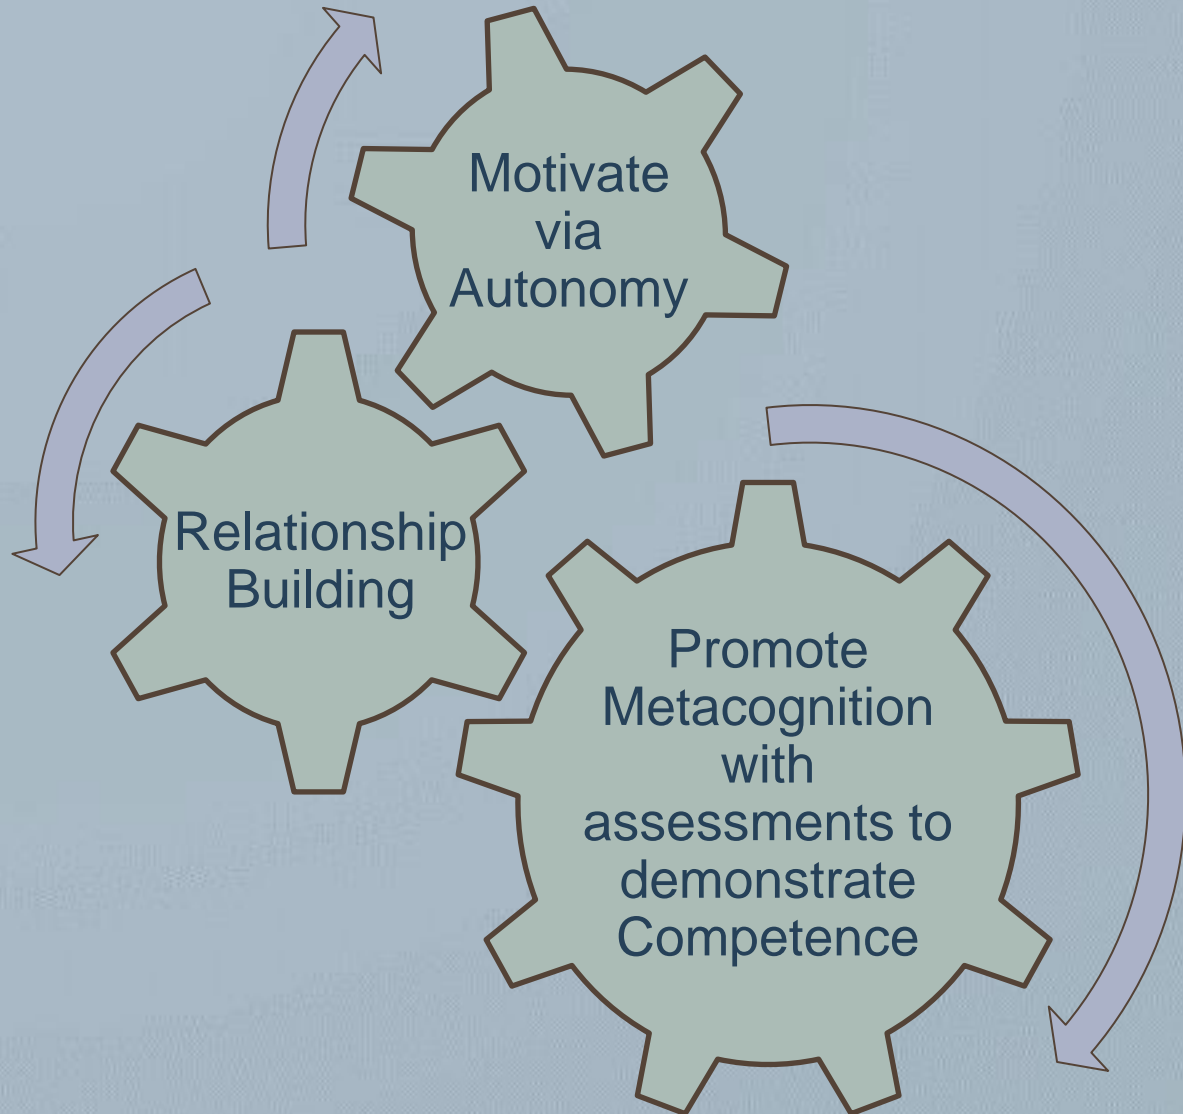 Motivate
via
Autonomy
Relationship
Building
Promote
Metacognition
with
assessments to
demonstrate
Competence